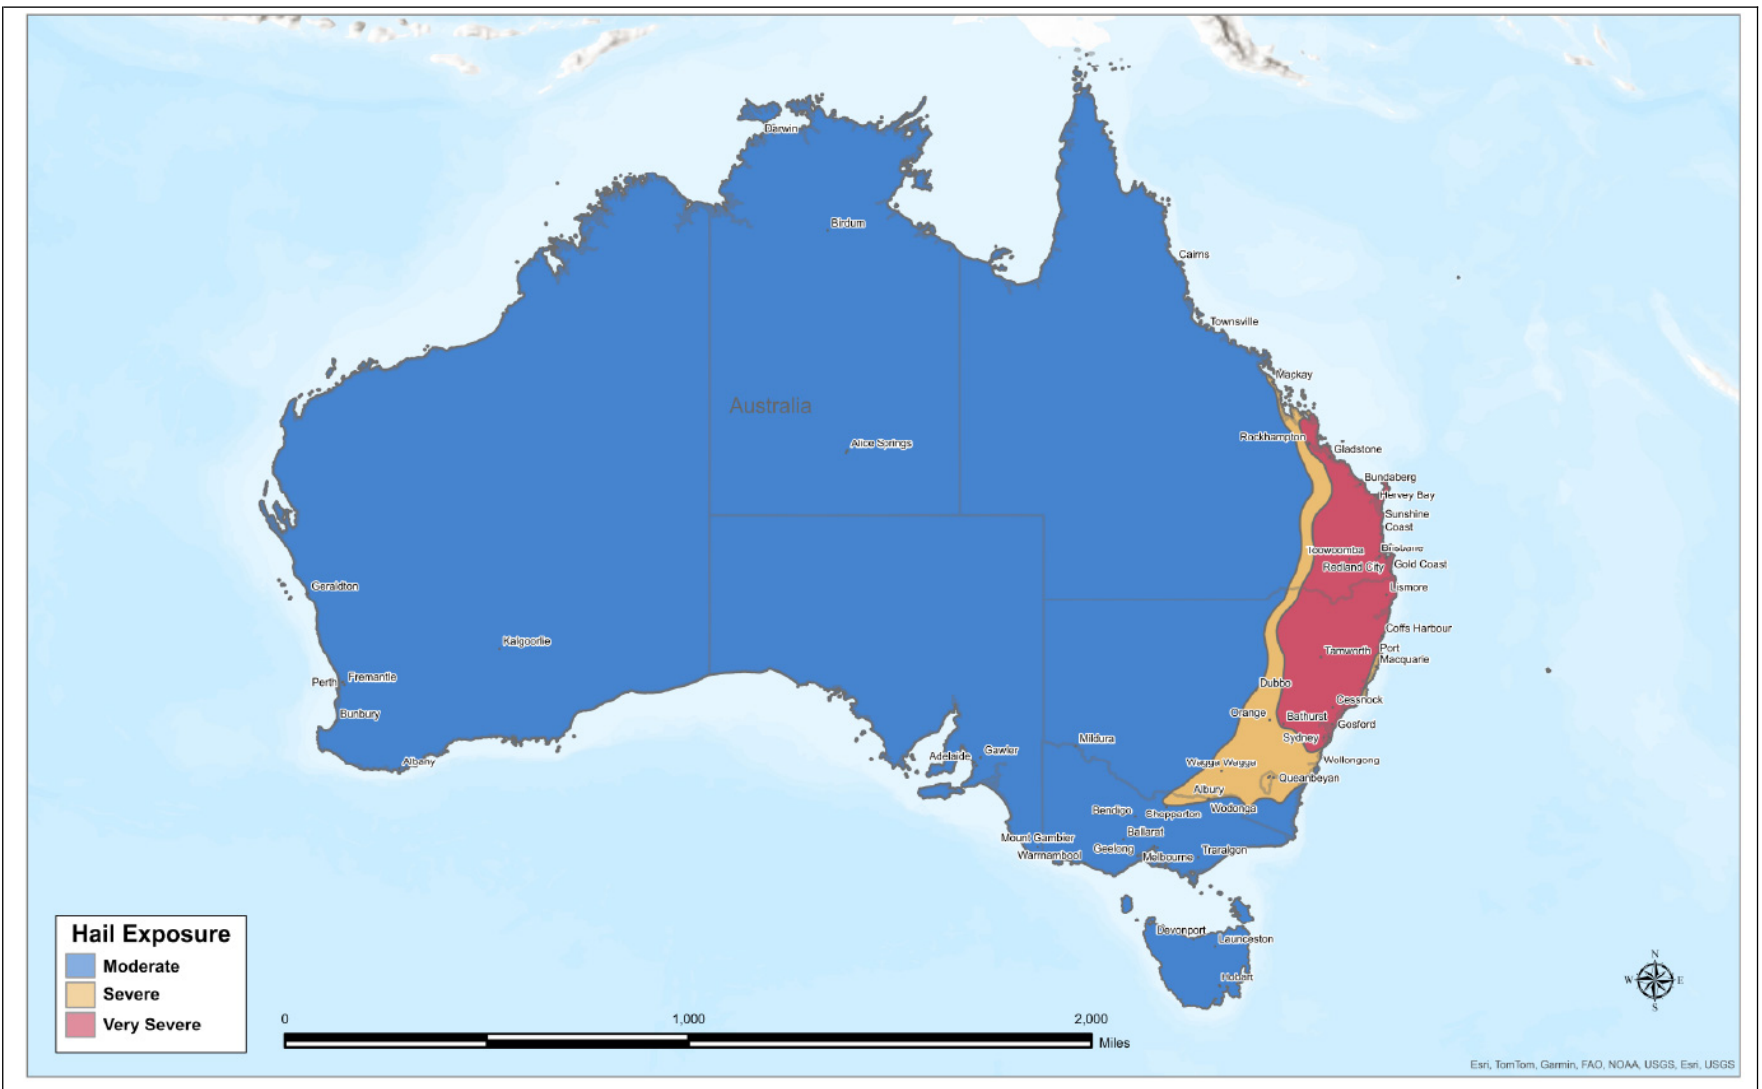 Darwin
Birdum
Cairns
Townsville
Mackay
Australia
Alice Springs
Rockhampton
Gladstone
Bundaberg
Hervey Bay
Sunshine
Coast
Toowoomba
Brisbane
Redland City
Gold Coast
Geraldton
Lismore
Coffs Harbour
Kalgoorlie
Tamworth
Port
Macquarie
Perth
Fremantle
Dubbo
Cessnock
Bunbury
Orange
Bathurst
Gosford
Mildura
Sydney
Albany
Adelaide
Gawler
Wagga Wagga
Wollongong
Queanbeyan
Albury
Bendigo
Shepparton
Wodonga
Mount Gambier
Ballarat
Warrnambool
Geelong
Melbourne
Traralgon
Devonport
Launceston
Hobart
Hail Exposure
Moderate
Severe
Very Severe
0
1,000
2,000
Miles
N
W
E
S
Esri, TomTom, Garmin, FAO, NOAA, USGS, Esri, USGS